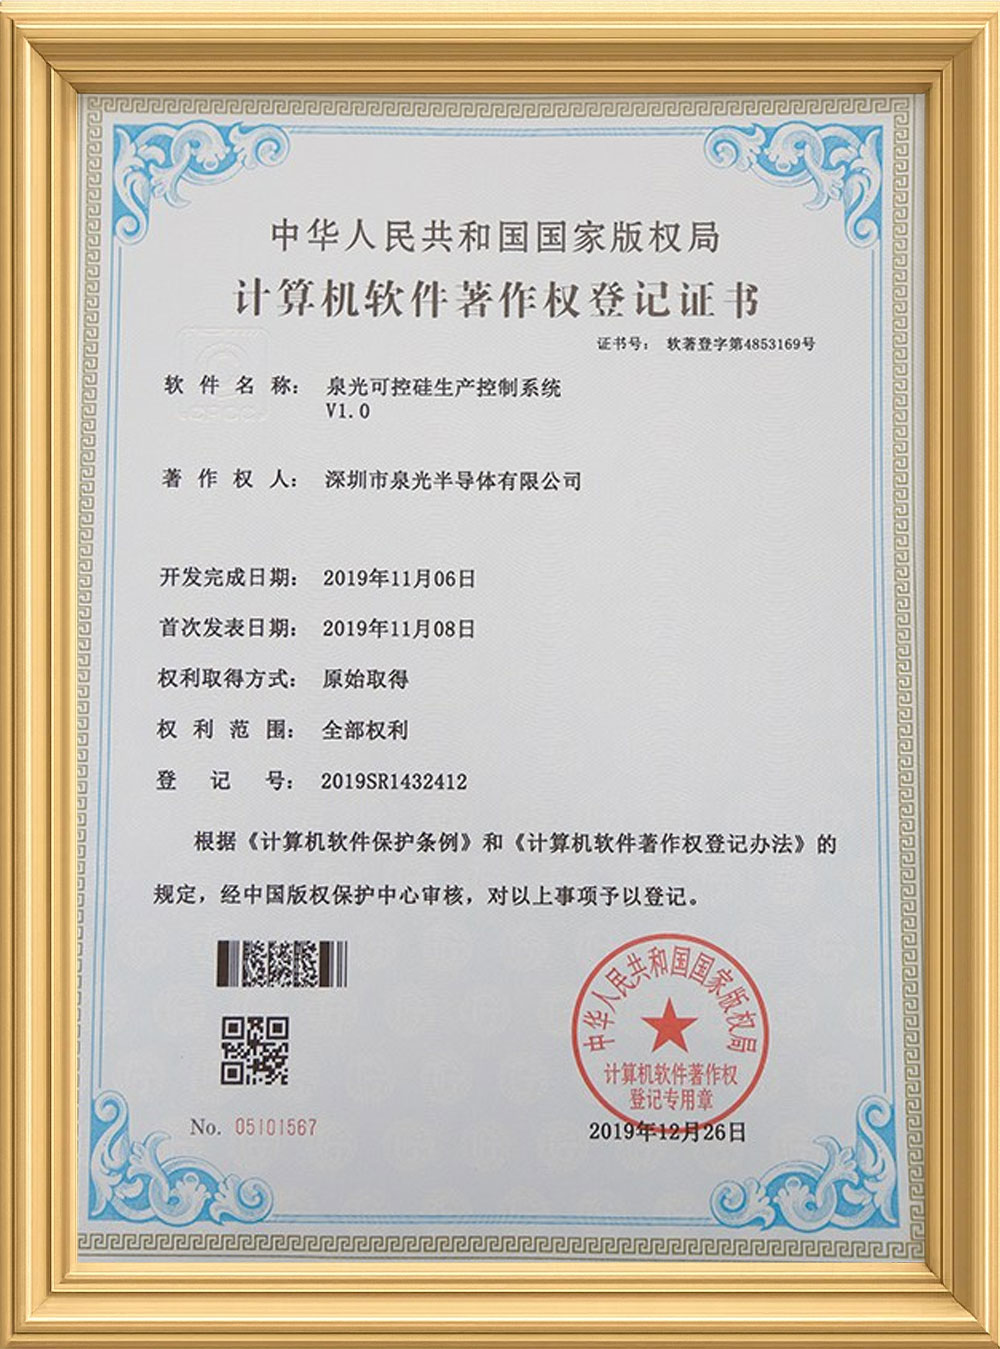 中华人民共和国国家版权局
计算机软件著作权登记证书
证书号： 软著登字第4853169号
软件名称： 泉光可控硅生产控制系统
V1.0
著作权人： 深圳市泉光半导体有限公司
开发完成日期： 2019年11月06日
首次发表日期： 2019年11月08日
权利取得方式： 原始取得
权利范围： 全部权利
登记号： 2019SR1432412
根据《计算机软件保护条例》和《计算机软件著作权登记办法》的
规定，经中国版权保护中心审核，对以上事项予以登记。
中华人民共和国国家版权局
计算机软件著作权
登记专用章
No. 05101567
2019年12月26日